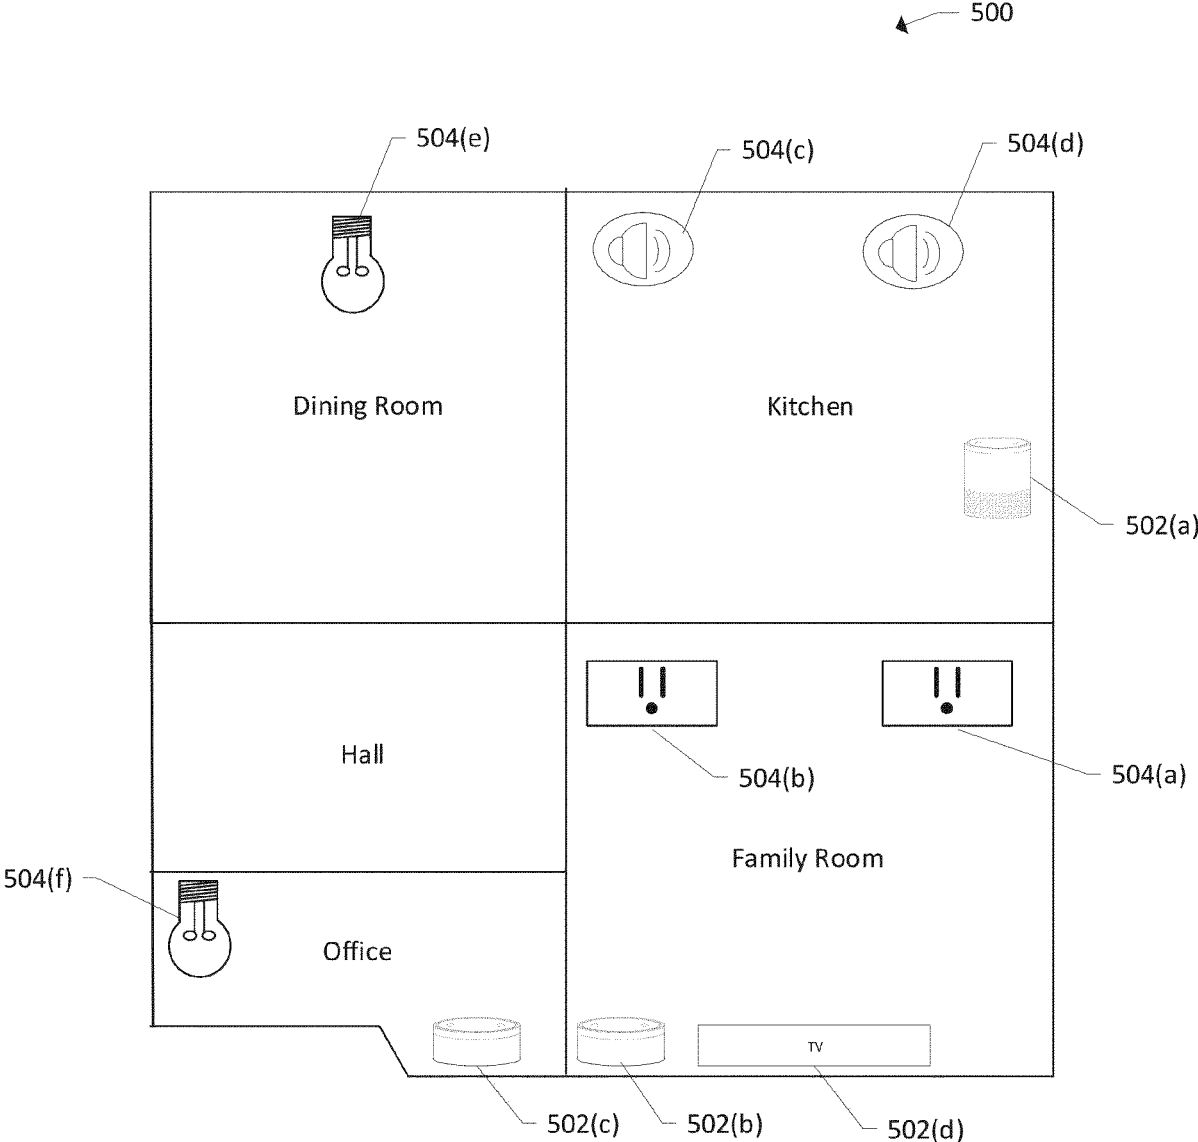 500
504(e)
504(c)
504(d)
Dining Room
Kitchen
502(a)
504(b)
504(a)
Hall
Family Room
504(f)
Office
TV
502(c)
502(b)
502(d)